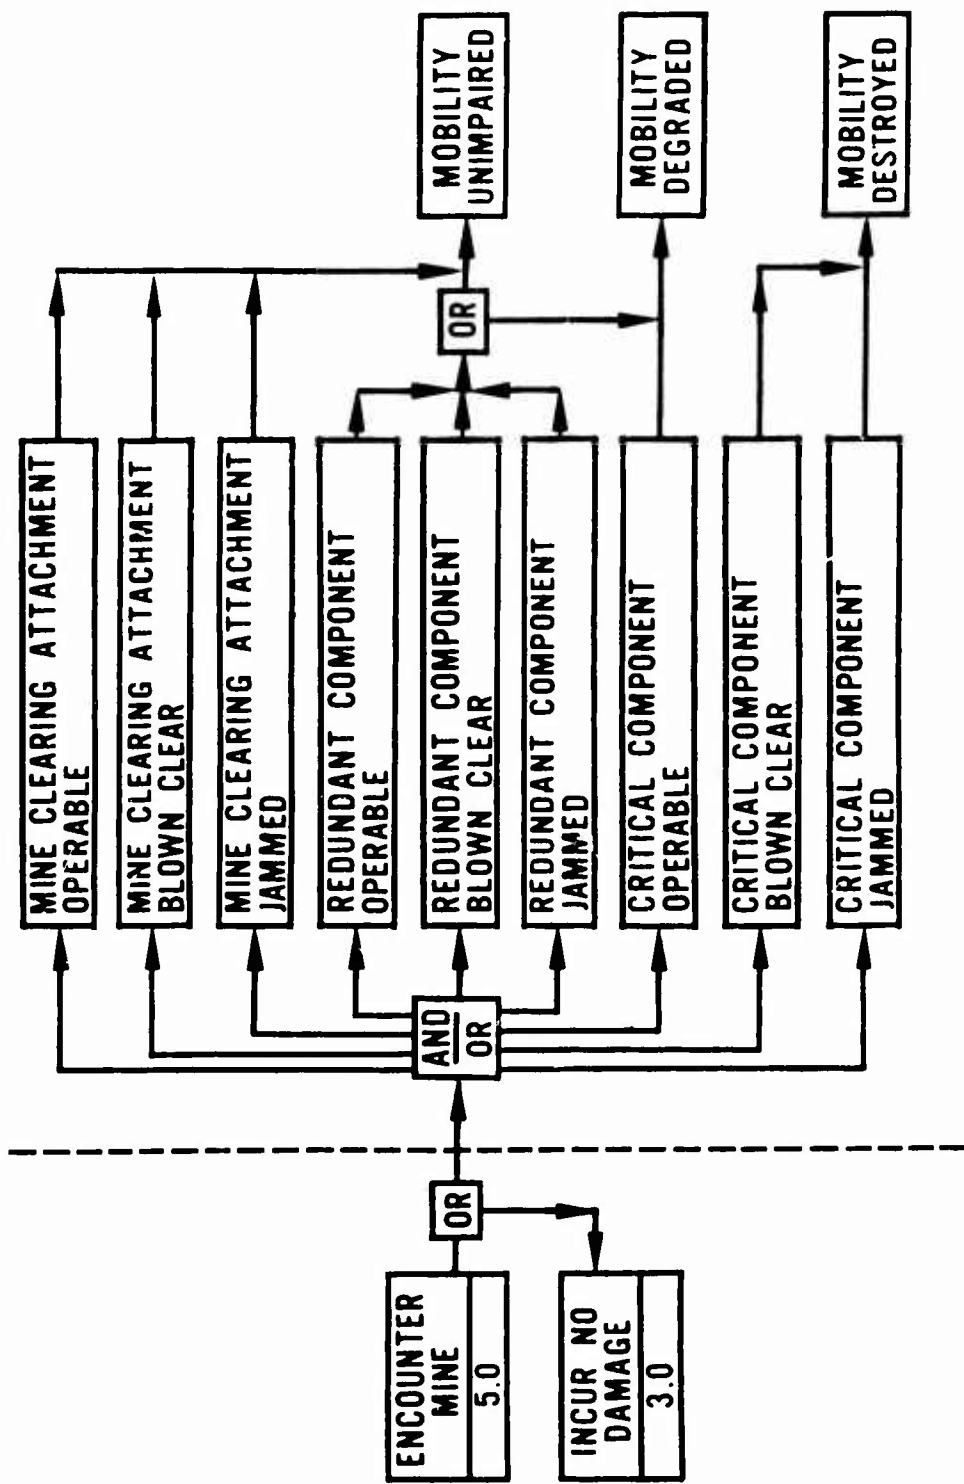 ENCOUNTER
MINE
5.0
INCUR NO
DAMAGE
3.0
OR
AND
OR
MINE CLEARING ATTACHMENT
OPERABLE
MINE CLEARING ATTACHMENT
BLOWN CLEAR
MINE CLEARING ATTACHMENT
JAMMED
REDUNDANT COMPONENT
OPERABLE
REDUNDANT COMPONENT
BLOWN CLEAR
REDUNDANT COMPONENT
JAMMED
CRITICAL COMPONENT
OPERABLE
CRITICAL COMPONENT
BLOWN CLEAR
CRITICAL COMPONENT
JAMMED
OR
MOBILITY
UNIMPAIRED
MOBILITY
DEGRADED
MOBILITY
DESTROYED